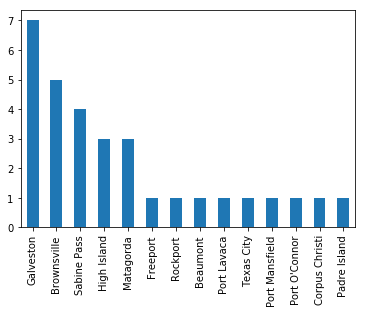 7
6
5
4
3
2
1
0
Galveston
Brownsville
Sabine Pass
High Island
Matagorda
Freeport
Rockport
Beaumont
Port Lavaca
Texas City
Port Mansfield
Port O'Connor
Corpus Christi
Padre Island